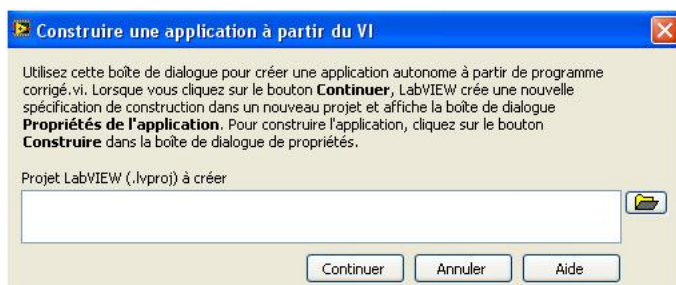 Construire une application à partir du VI
Utilisez cette boîte de dialogue pour créer une application autonome à partir de programme
corrigé.vi. Lorsque vous cliquez sur le bouton Continuer, LabVIEW crée une nouvelle
spécification de construction dans un nouveau projet et affiche la boîte de dialogue
Propriétés de l'application. Pour construire l'application, cliquez sur le bouton
Construire dans la boîte de dialogue de propriétés.
Projet LabVIEW (.lvproj) à créer
Continuer Annuler Aide